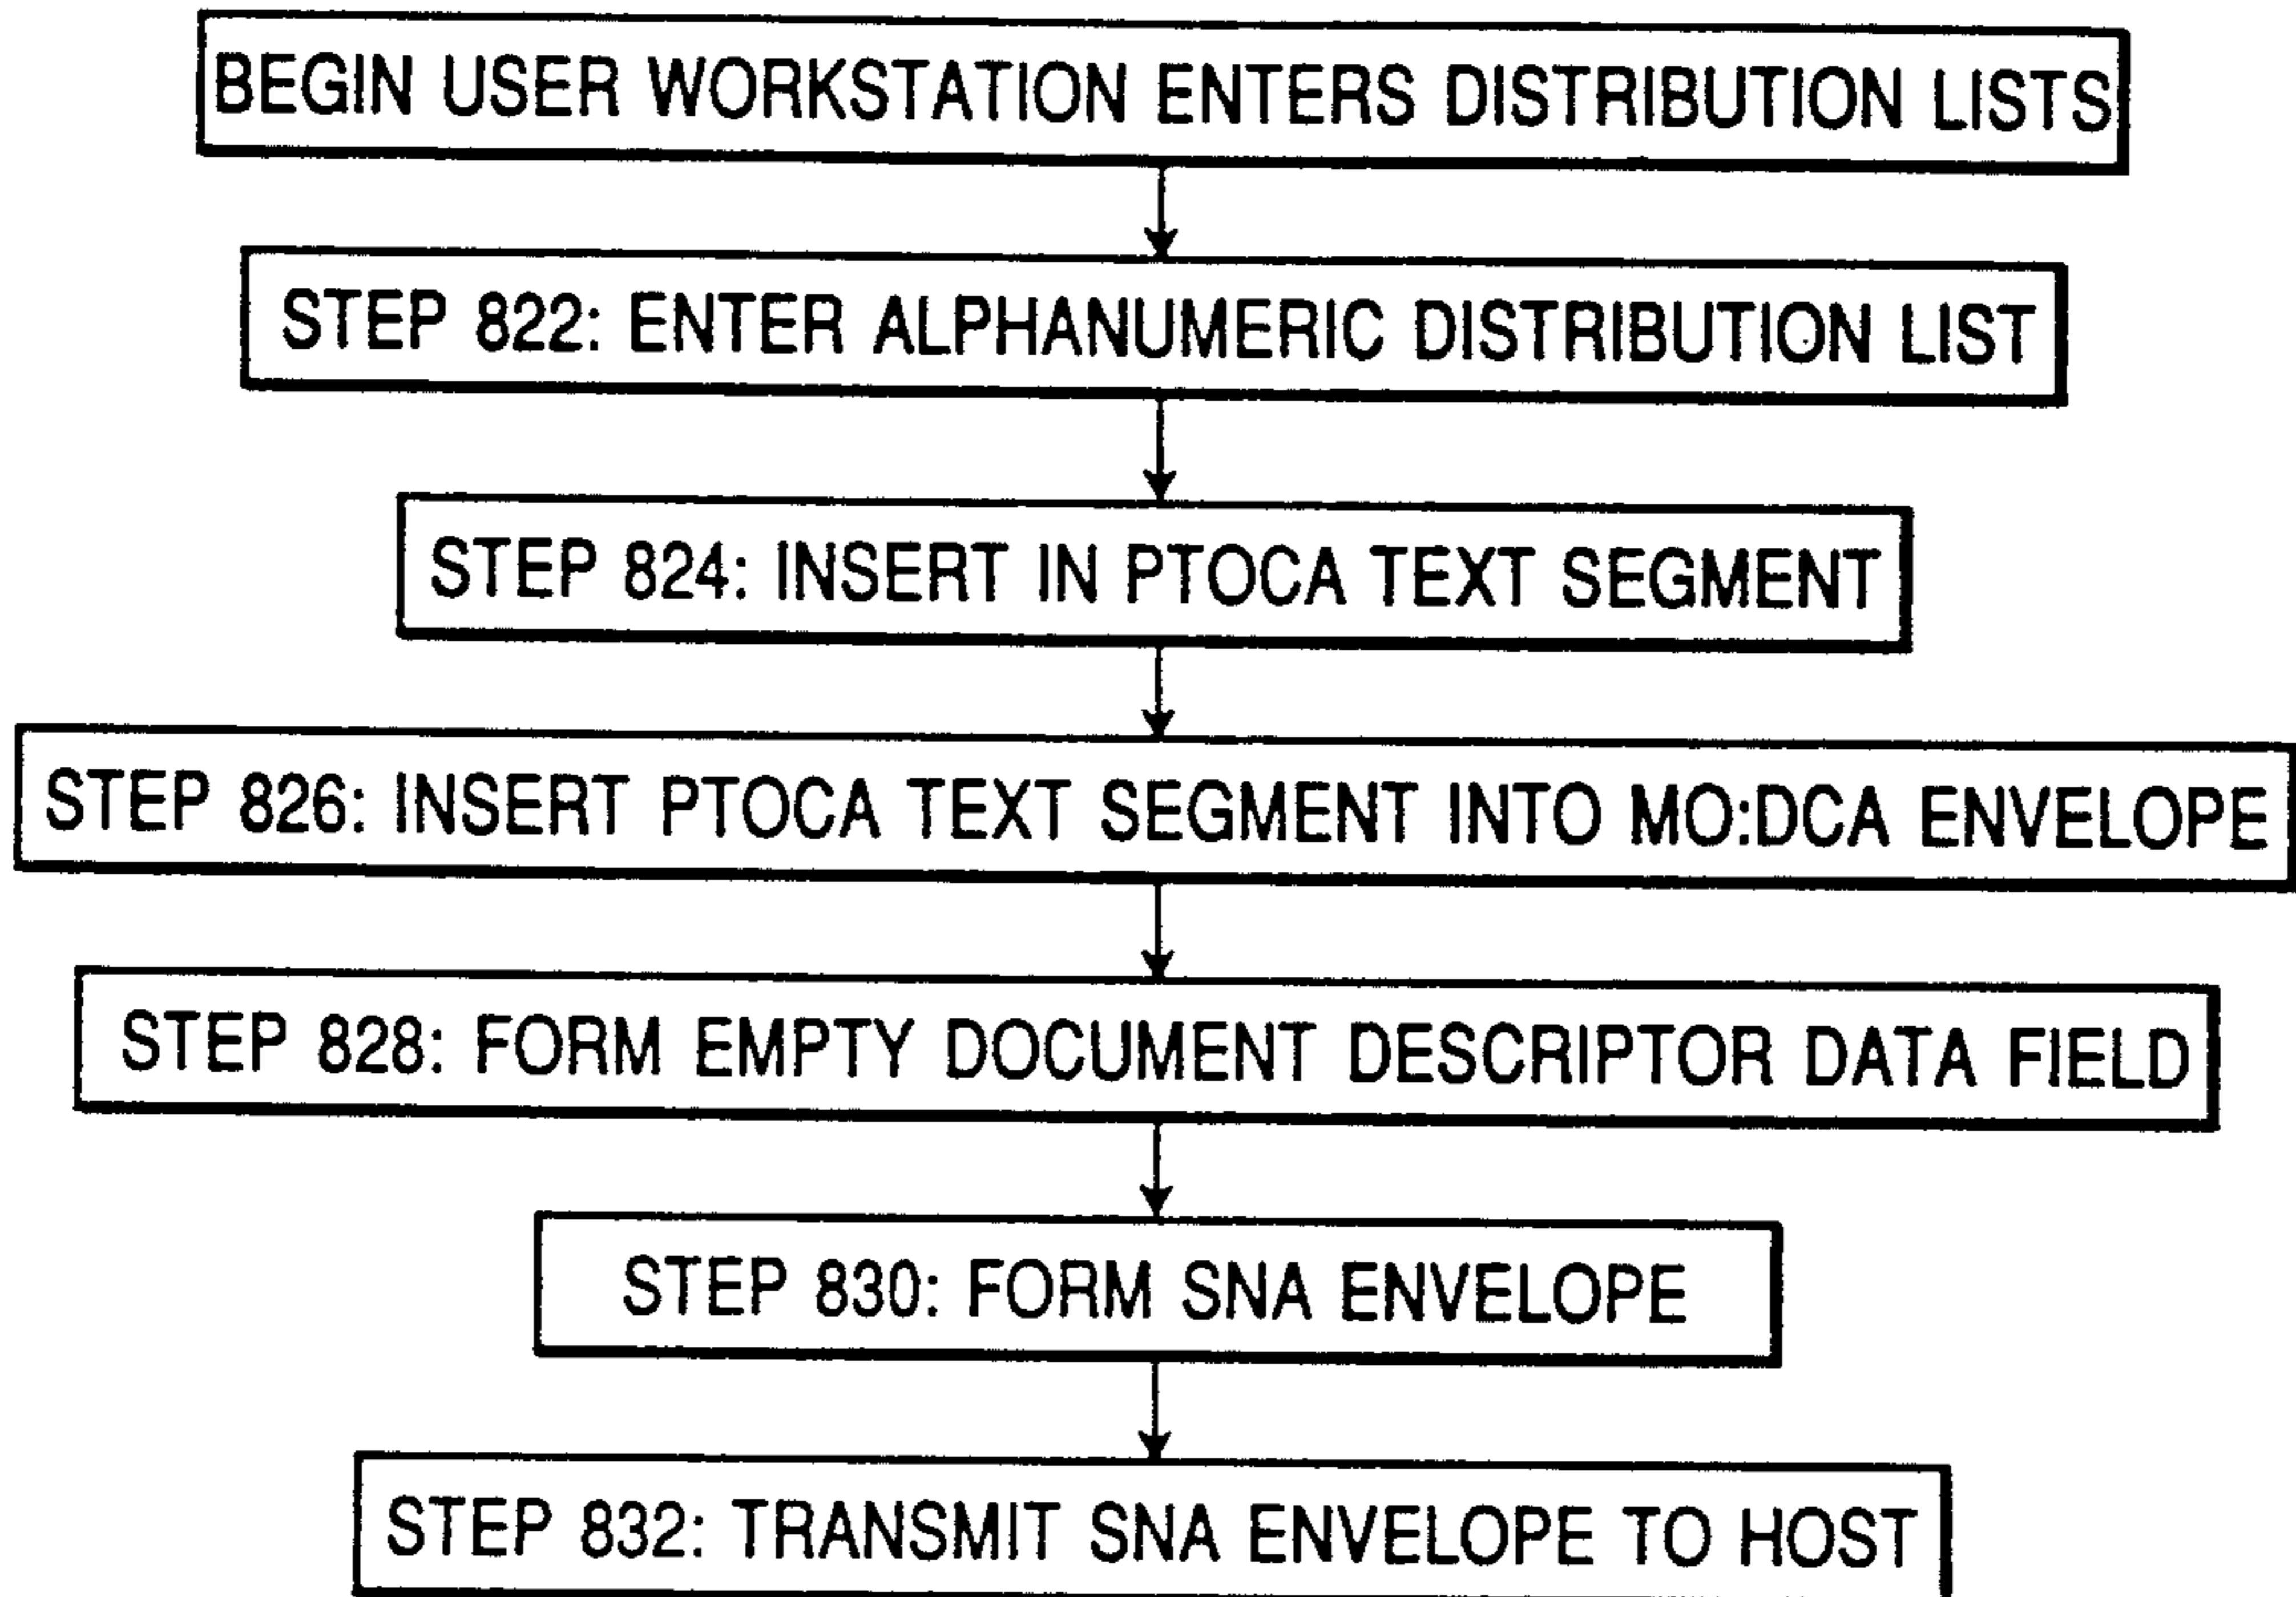 BEGIN USER WORKSTATION ENTERS DISTRIBUTION LISTS
STEP 822: ENTER ALPHANUMERIC DISTRIBUTION LIST
STEP 824: INSERT IN PTOCA TEXT SEGMENT
STEP 826: INSERT PTOCA TEXT SEGMENT INTO MO:DCA ENVELOPE
STEP 828: FORM EMPTY DOCUMENT DESCRIPTOR DATA FIELD
STEP 830: FORM SNA ENVELOPE
STEP 832: TRANSMIT SNA ENVELOPE TO HOST